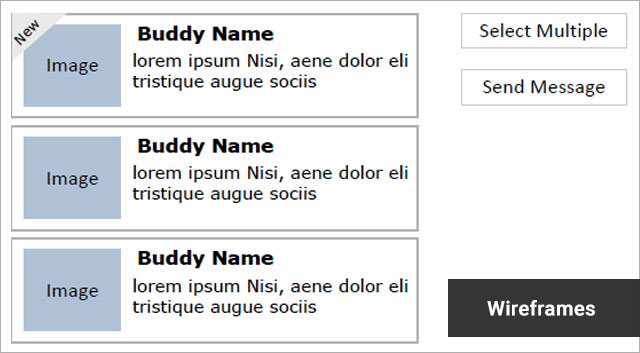 New
Image
Buddy Name
lorem ipsum Nisi, aene dolor eli
tristique augue sociis
Image
Buddy Name
lorem ipsum Nisi, aene dolor eli
tristique augue sociis
Image
Buddy Name
lorem ipsum Nisi, aene dolor eli
tristique augue sociis
Select Multiple
Send Message
Wireframes